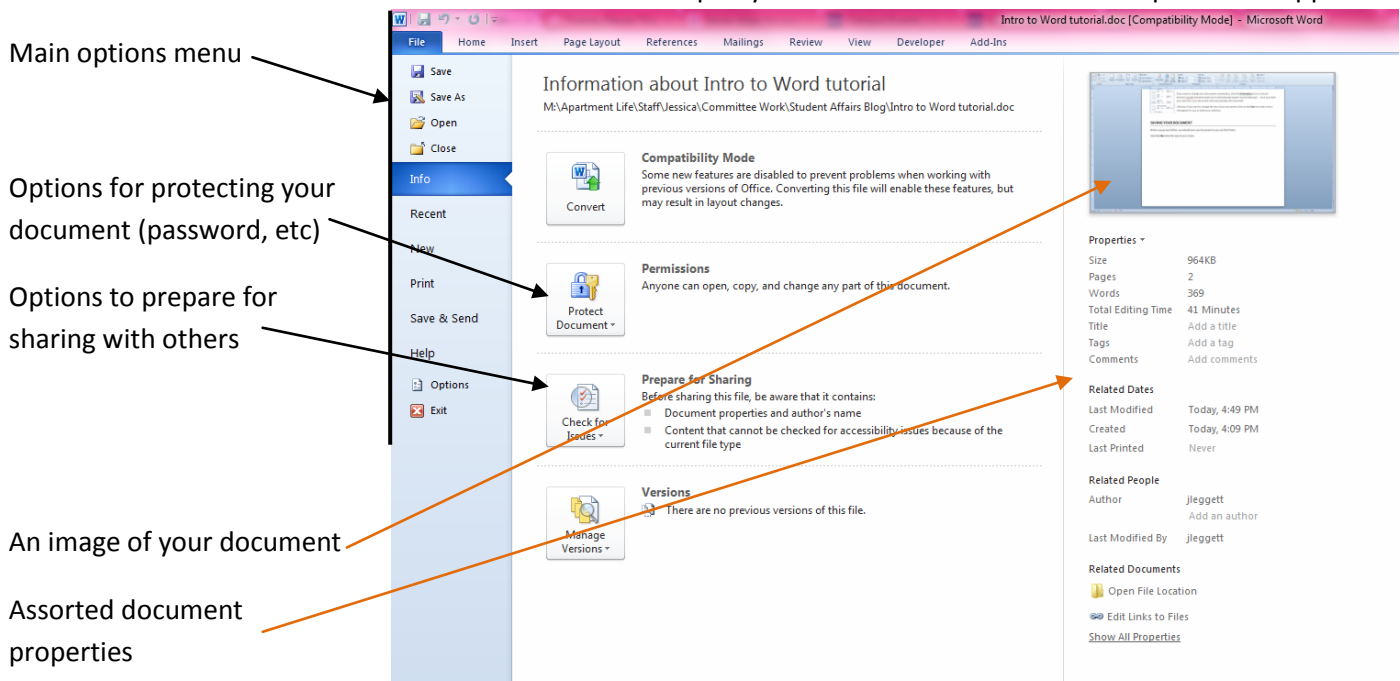 Intro to Word tutorial.doc [Compatibility Mode] - Microsoft Word
File Home Insert Page Layout References Mailings Review View Developer Add-Ins
Main options menu
Options for protecting your
document (password, etc)
Options to prepare for
sharing with others
An image of your document
Assorted document
properties
Save
Save As
Open
Close
Info
Recent
New
Print
Save & Send
Help
Options
Exit
Information about Intro to Word tutorial
M:\Apartment Life\Staff\Jessica\Committee Work\Student Affairs Blog\Intro to Word tutorial.doc
Convert
Compatibility Mode
Some new features are disabled to prevent problems when working with
previous versions of Office. Converting this file will enable these features, but
may result in layout changes.
Protect
Document
Permissions
Anyone can open, copy, and change any part of this document.
Check for
Issues
Prepare for Sharing
Before sharing this file, be aware that it contains:
Document properties and author's name
Content that cannot be checked for accessibility issues because of the
current file type
Manage
Versions
Versions
There are no previous versions of this file.
Properties
Size 964KB
Pages 2
Words 369
Total Editing Time 41 Minutes
Title Add a title
Tags Add a tag
Comments Add comments
Related Dates
Last Modified Today, 4:49 PM
Created Today, 4:09 PM
Last Printed Never
Related People
Author jleggett
Add an author
Last Modified By jleggett
Related Documents
Open File Location
Edit Links to Files
Show All Properties